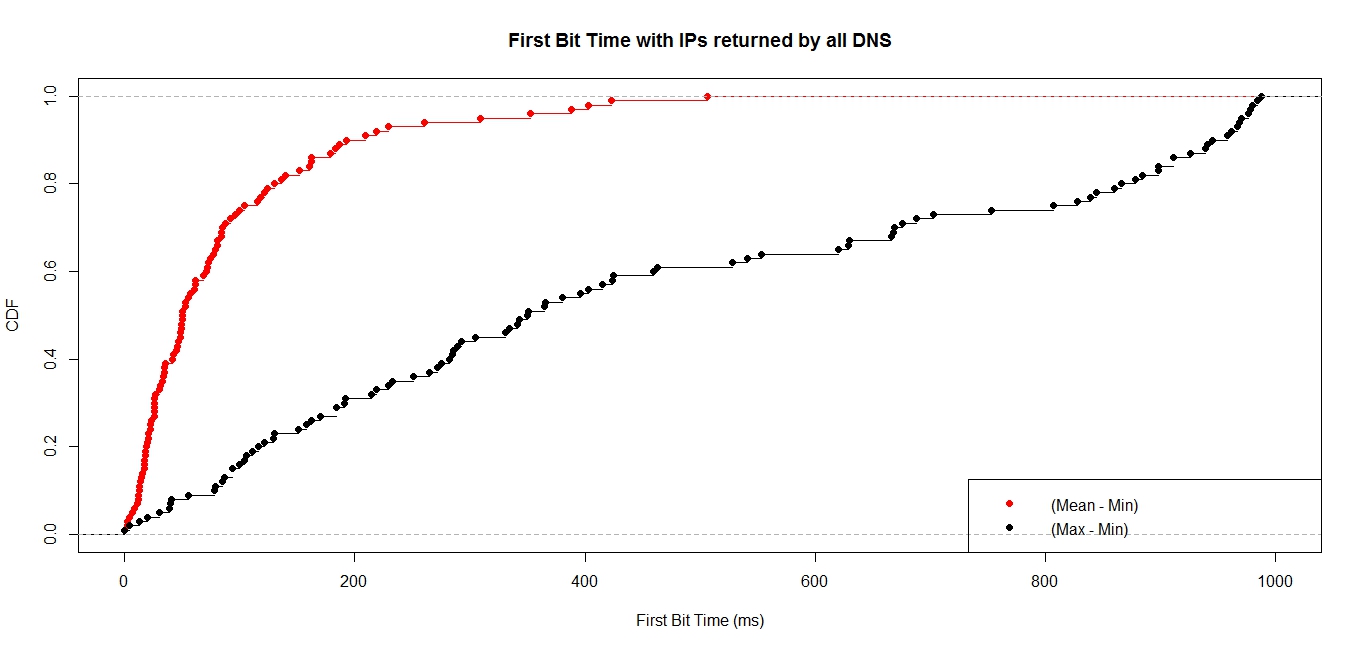 First Bit Time with IPs returned by all DNS
1.0
0.8
0.6
0.4
0.2
0.0
CDF
(Mean - Min)
(Max - Min)
0 200 400 600 800 1000
First Bit Time (ms)